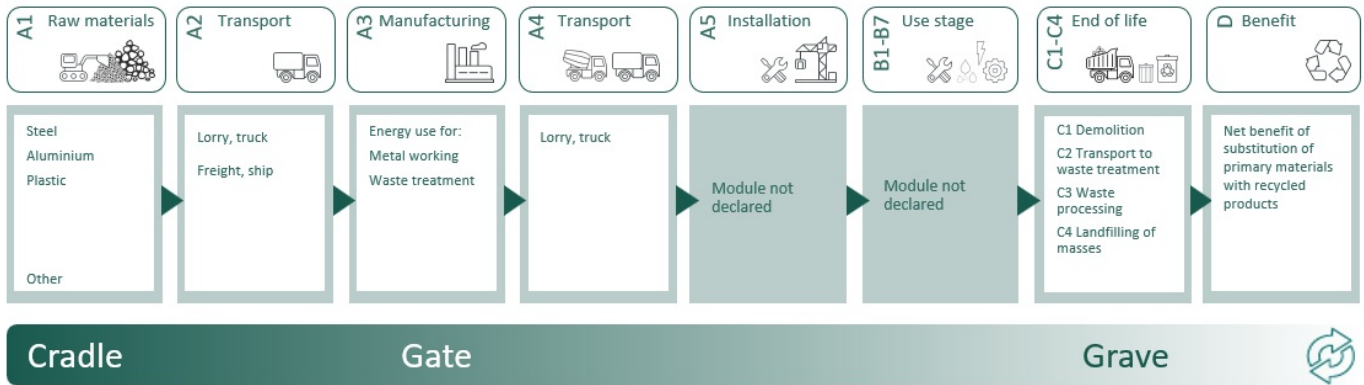 A1 Raw materials
A2 Transport
A3 Manufacturing
A4 Transport
A5 Installation
B1-B7 Use stage
C1-C4 End of life
D Benefit
Steel
Aluminium
Plastic
Other
Lorry, truck
Freight, ship
Energy use for:
Metal working
Waste treatment
Lorry, truck
Module not
declared
Module not
declared
C1 Demolition
C2 Transport to
waste treatment
C3 Waste
processing
C4 Landfilling of
masses
Net benefit of
substitution of
primary materials
with recycled
products
Cradle
Gate
Grave